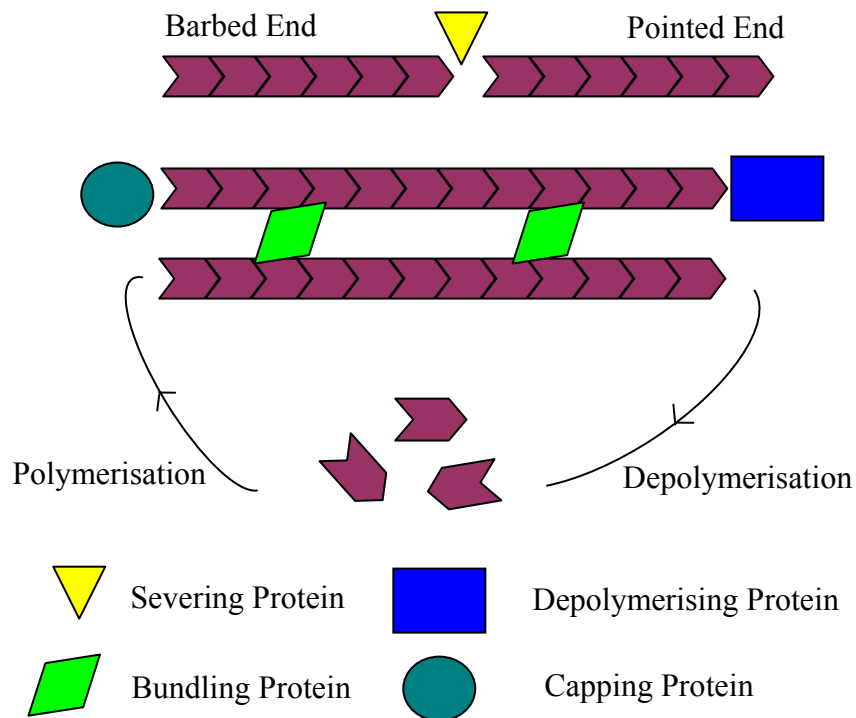 Barbed End
Pointed End
Polymerisation
Depolymerisation
Severing Protein
Depolymerising Protein
Bundling Protein
Capping Protein